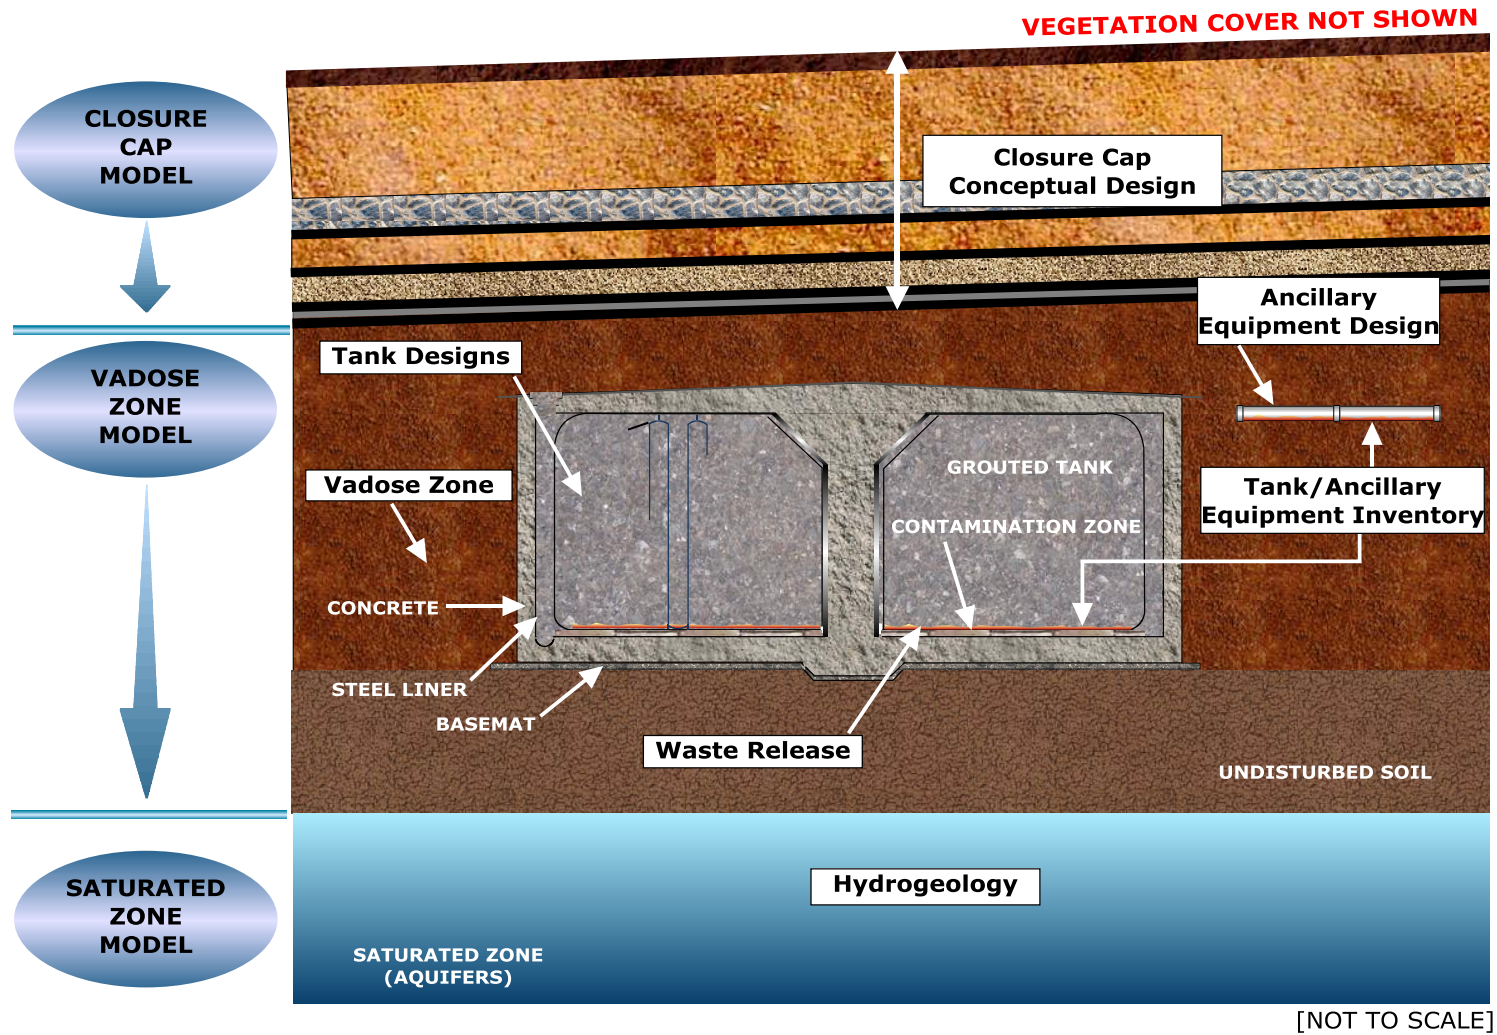 VEGETATION COVER NOT SHOWN
CLOSURE
CAP
MODEL
Closure Cap
Conceptual Design
Ancillary
Equipment Design
Tank Designs
VADOSE
ZONE
MODEL
Vadose Zone
GROUTED TANK
Tank/Ancillary
Equipment Inventory
CONTAMINATION ZONE
CONCRETE
STEEL LINER
BASEMAT
Waste Release
UNDISTURBED SOIL
SATURATED
ZONE
MODEL
Hydrogeology
SATURATED ZONE
(AQUIFERS)
[NOT TO SCALE]